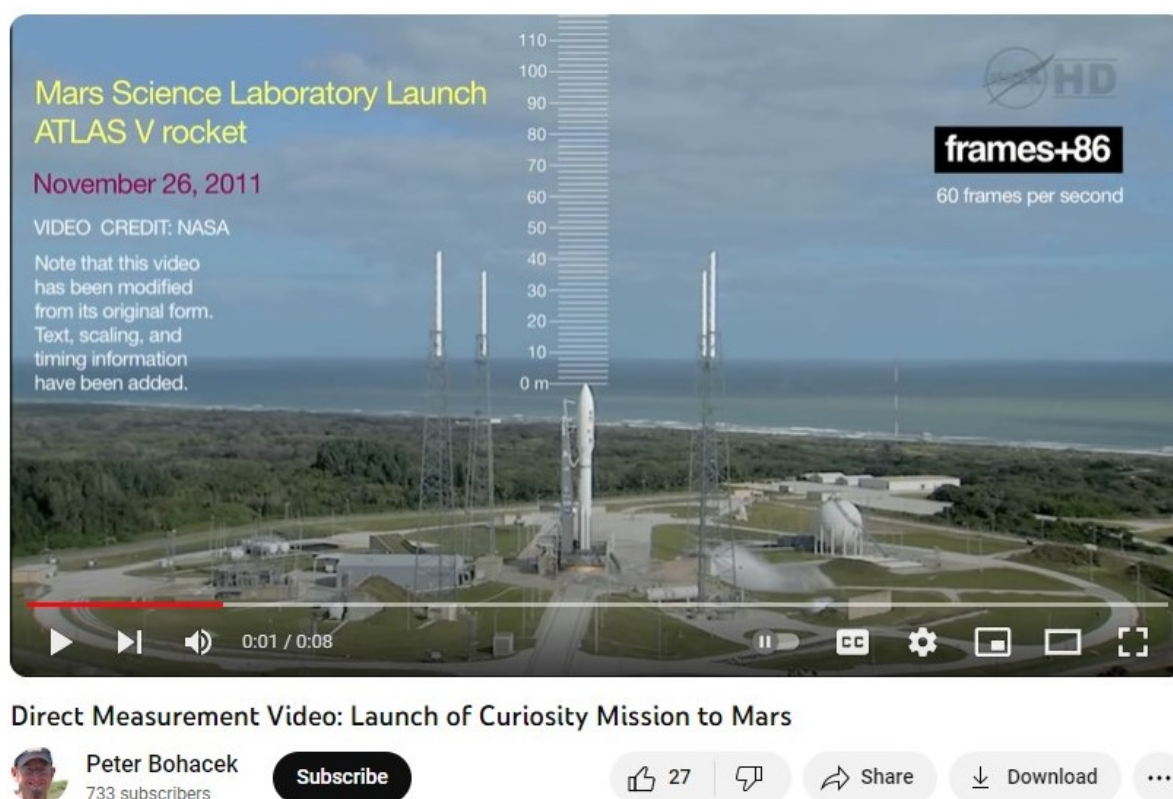 110
100
90
80
70
60
50
40
30
20
10
0 m
Mars Science Laboratory Launch
ATLAS V rocket
November 26, 2011
VIDEO CREDIT: NASA
Note that this video
has been modified
from its original form.
Text, scaling, and
timing information
have been added.
HD
frames+86
60 frames per second
0:01 / 0:08
CC
Direct Measurement Video: Launch of Curiosity Mission to Mars
Peter Bohacek
733 subscribers
Subscribe
27
Share
Download